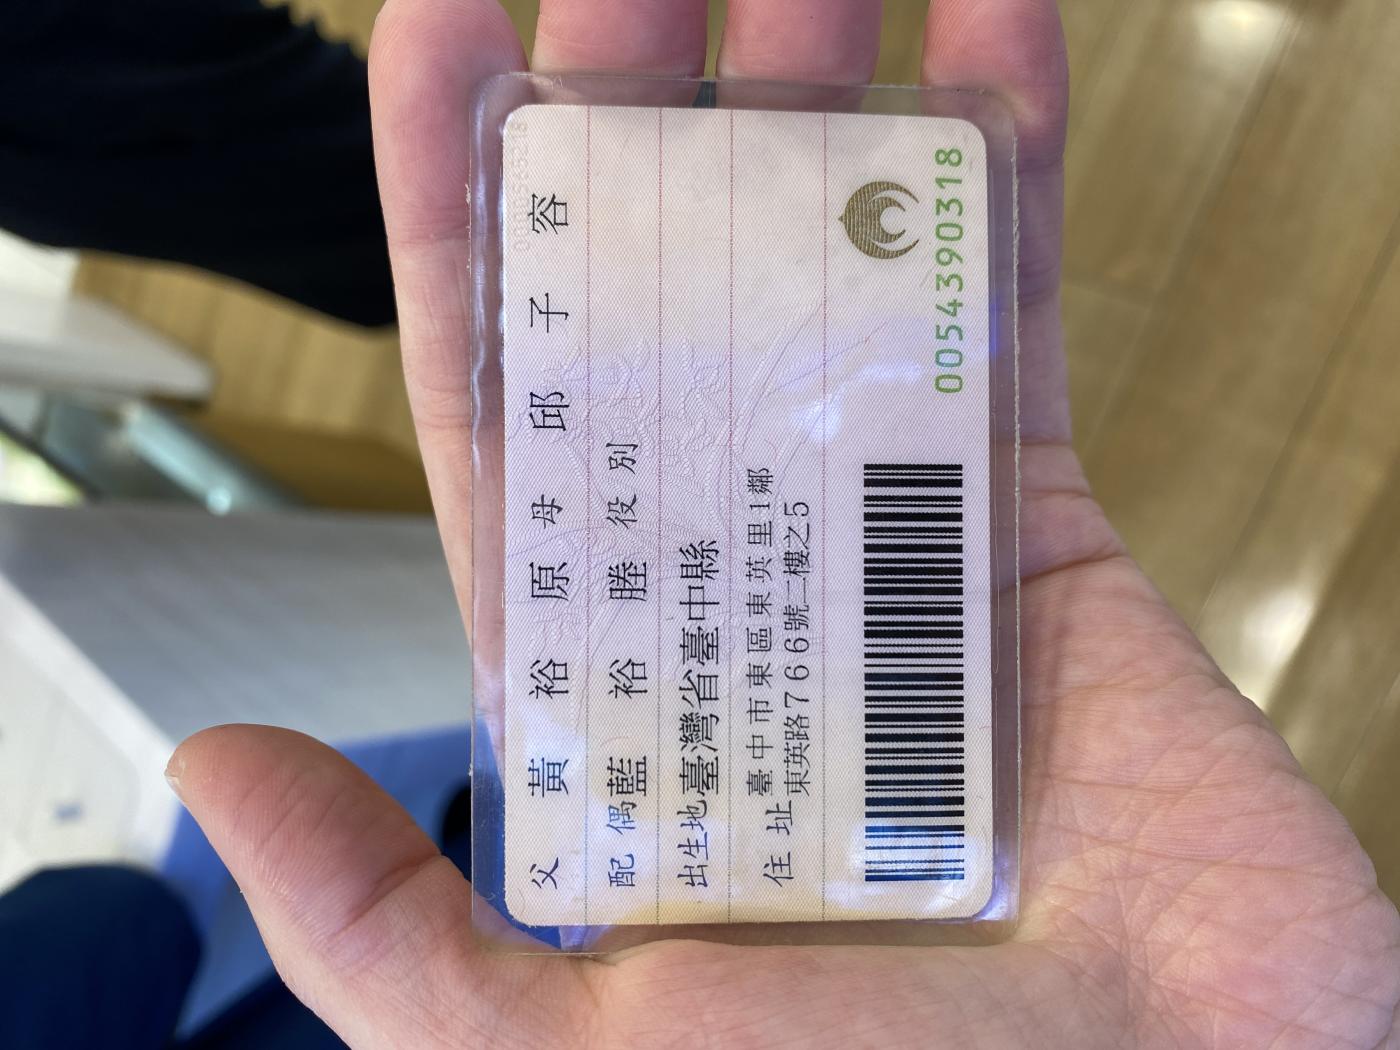 父 黃裕原 母 邱子容
配偶 藍裕塍 役別
出生地 臺灣省臺中縣
住址 臺中市東區東英里1鄰
東英路766號二樓之5
0054390318